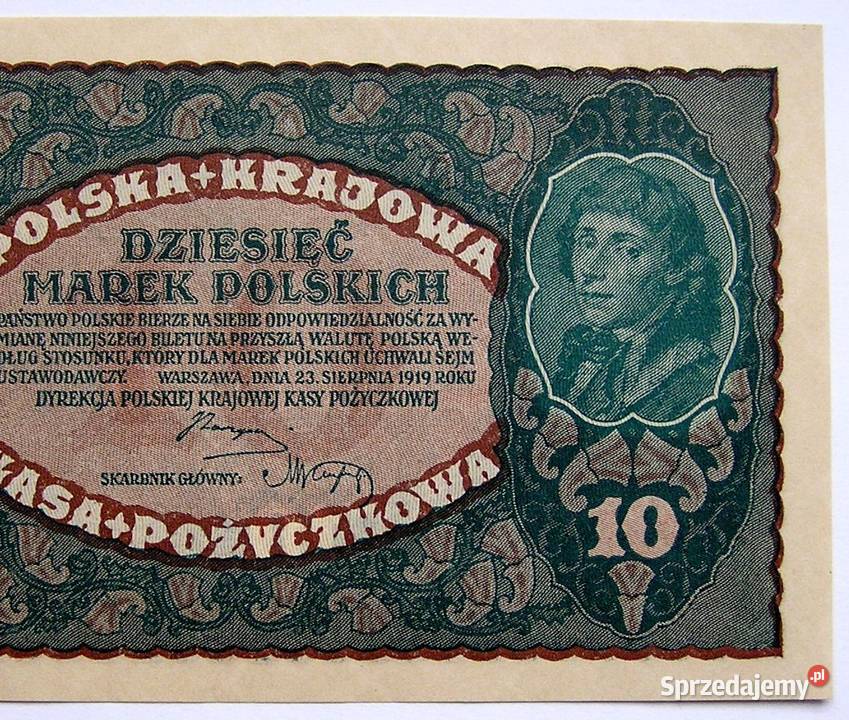 POLSKA + KRAJOWA
DZIESIĘĆ
MAREK POLSKICH
PAŃSTWO POLSKIE BIERZE NA SIEBIE ODPOWIEDZIALNOŚĆ ZA WY-
MIANĘ NINIEJSZEGO BILETU NA PRZYSZŁĄ WALUTĘ POLSKĄ WE-
DŁUG STOSUNKU, KTÓRY DLA MAREK POLSKICH UCHWALI SEJM
USTAWODAWCZY. WARSZAWA, DNIA 23. SIERPNIA 1919 ROKU
DYREKCJA POLSKIEJ KRAJOWEJ KASY POŻYCZKOWEJ
SKARBNIK GŁÓWNY:
KASA + POŻYCZKOWA
10
Sprzedajemy.pl